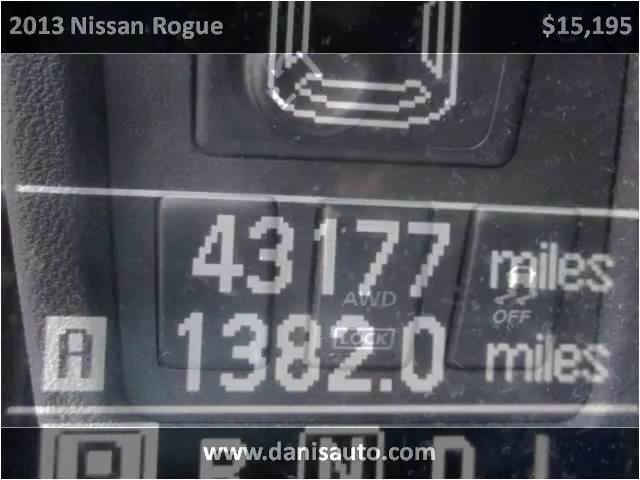 2013 Nissan Rogue $15,195
43177 miles
AWD LOCK OFF
A 1382.0 miles
P R N D L
www.danisauto.com